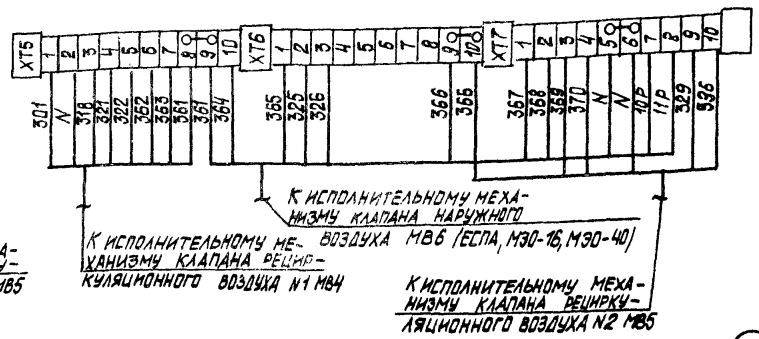 XT5 1 2 3 4 5 6 7 8 9 10 XT6 1 2 3 4 5 6 7 8 9 10 XT7 1 2 3 4 5 6 7 8 9 10
301 N 318 321 322 362 363 361 361 364 365 325 326 366 366 367 368 369 370 N N 10Р 11Р 329 336
К ИСПОЛНИТЕЛЬНОМУ МЕХА-
НИЗМУ КЛАПАНА НАРУЖНОГО
ВОЗДУХА МВ6 (ЕСПА, МЭО-16, МЭО-40)
К ИСПОЛНИТЕЛЬНОМУ МЕ-
ХАНИЗМУ КЛАПАНА РЕЦИР-
КУЛЯЦИОННОГО ВОЗДУХА N1 МВ4
А-
У-
МВ5
К ИСПОЛНИТЕЛЬНОМУ МЕХА-
НИЗМУ КЛАПАНА РЕЦИРКУ-
ЛЯЦИОННОГО ВОЗДУХА N2 МВ5